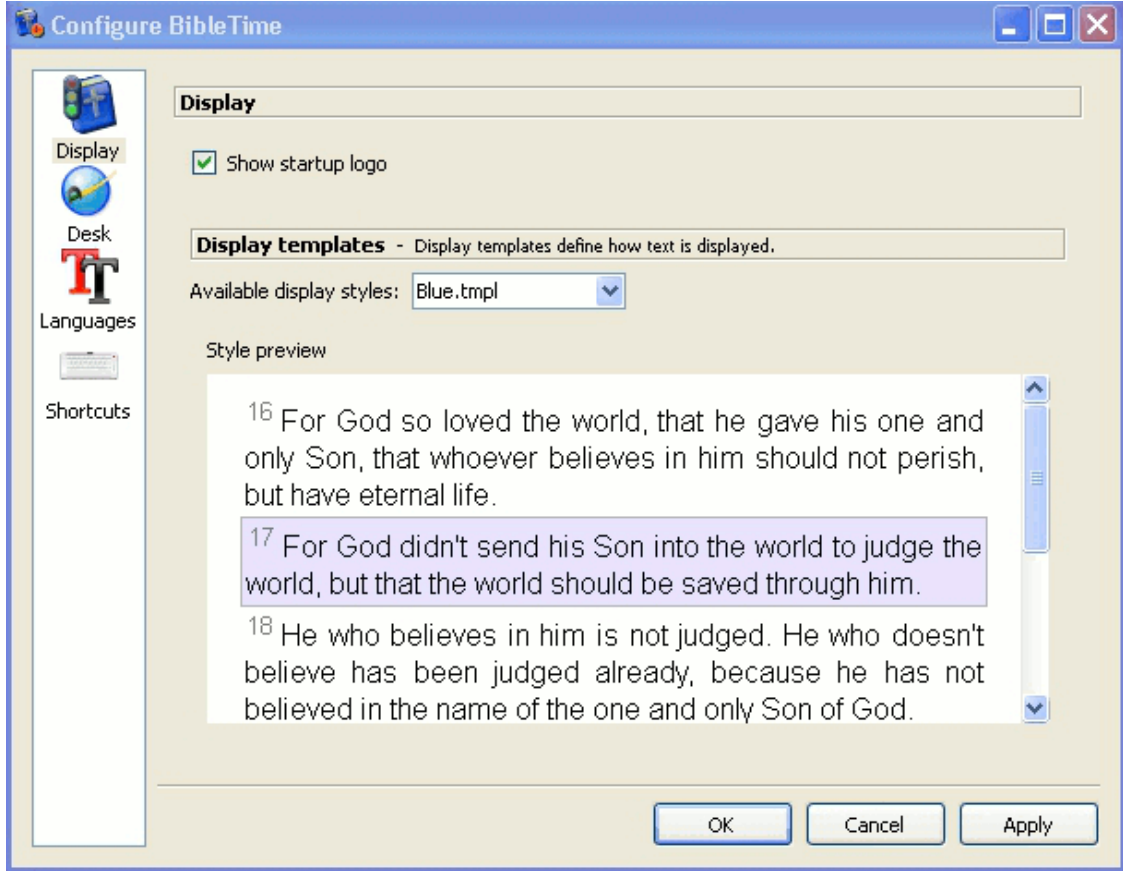 Configure BibleTime
Display
Desk
Languages
Shortcuts
Display
Show startup logo
Display templates - Display templates define how text is displayed.
Available display styles: Blue.tmpl
Style preview
16 For God so loved the world, that he gave his one and
only Son, that whoever believes in him should not perish,
but have eternal life.
17 For God didn't send his Son into the world to judge the
world, but that the world should be saved through him.
18 He who believes in him is not judged. He who doesn't
believe has been judged already, because he has not
believed in the name of the one and only Son of God.
OK Cancel Apply